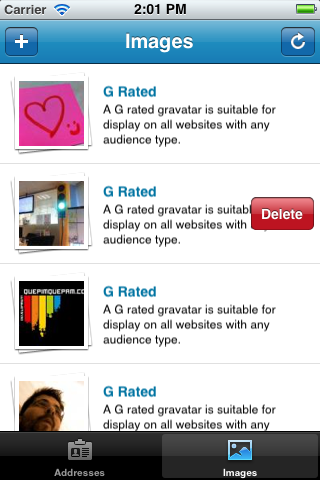 Carrier 2:01 PM
Images
G Rated
A G rated gravatar is suitable for
display on all websites with any
audience type.
G Rated
A G rated gravatar is suitabl
display on all websites with
audience type.
Delete
QUEPIMQUEPAM.CO
G Rated
A G rated gravatar is suitable for
display on all websites with any
audience type.
G Rated
A G rated gravatar is suitable for
display on all websites with any
audience type.
Addresses
Images